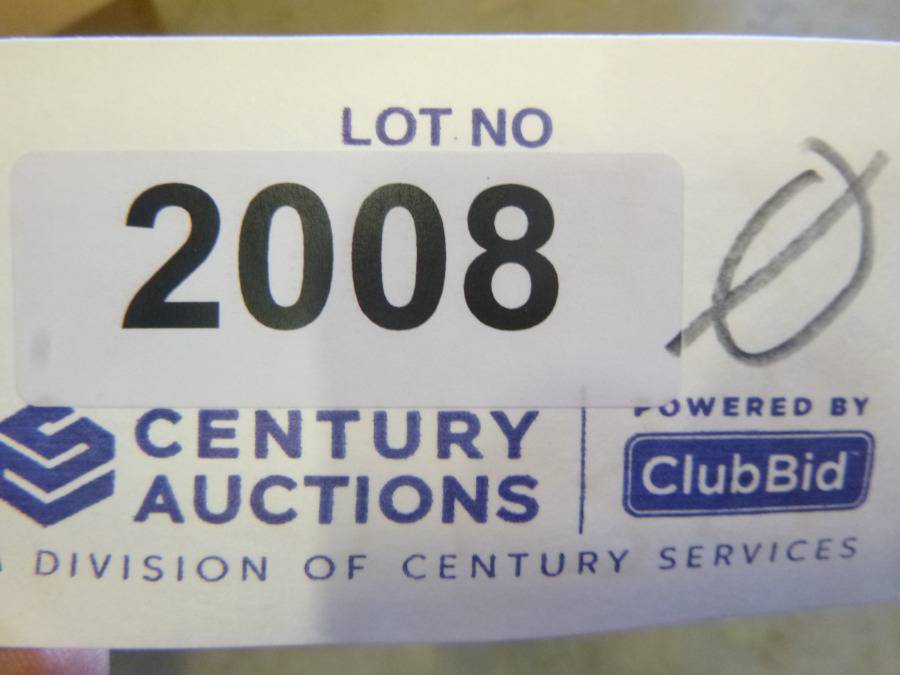 LOT NO
2008 Ø
CENTURY
AUCTIONS
POWERED BY
ClubBid
DIVISION OF CENTURY SERVICES